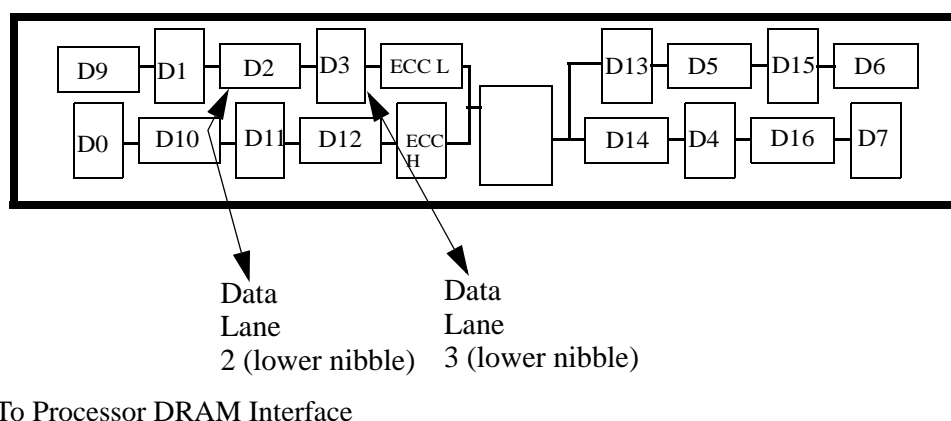 D9 D1 D2 D3 ECC L D13 D5 D15 D6
D0 D10 D11 D12 ECC H D14 D4 D16 D7
Data Data
Lane Lane
2 (lower nibble) 3 (lower nibble)
To Processor DRAM Interface